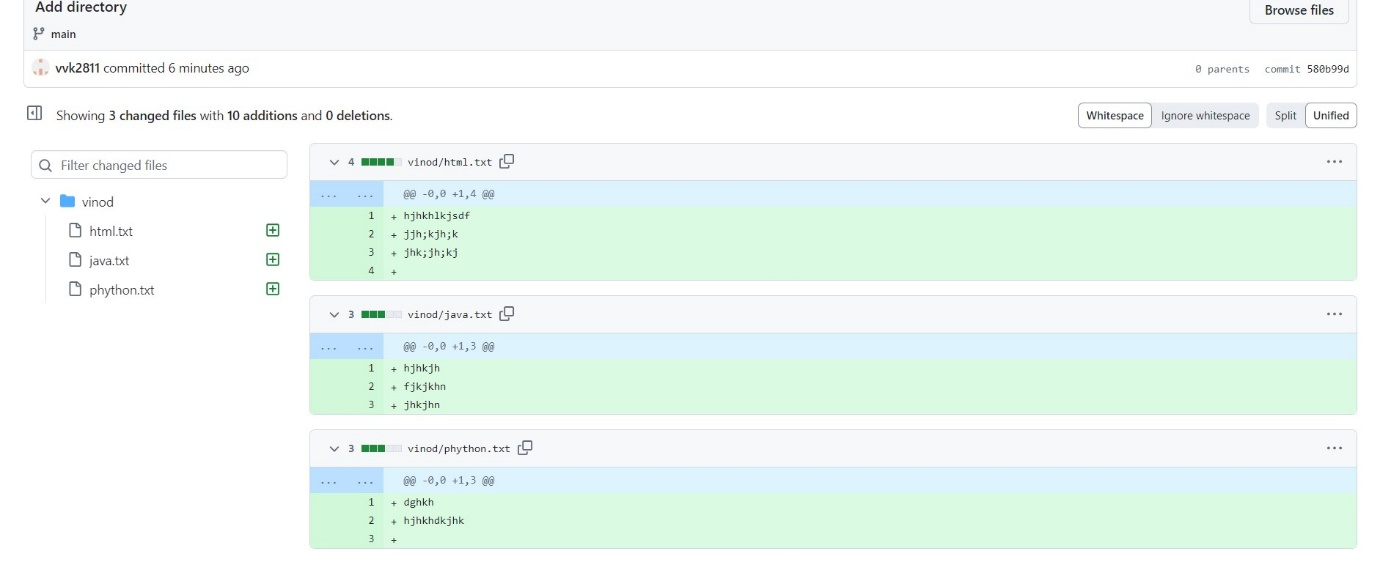 Add directory
Browse files
main
vvk2811 committed 6 minutes ago
0 parents commit 580b99d
Showing 3 changed files with 10 additions and 0 deletions.
Whitespace Ignore whitespace Split Unified
Filter changed files
vinod
html.txt
java.txt
phython.txt
4 vinod/html.txt
... ... @@ -0,0 +1,4 @@
1 + hjhkhlkjsdf
2 + jjh;kjh;k
3 + jhk;jh;kj
4 +
3 vinod/java.txt
... ... @@ -0,0 +1,3 @@
1 + hjhkjh
2 + fjkjkhn
3 + jhkjhn
3 vinod/phython.txt
... ... @@ -0,0 +1,3 @@
1 + dghkh
2 + hjhkhdkjhk
3 +